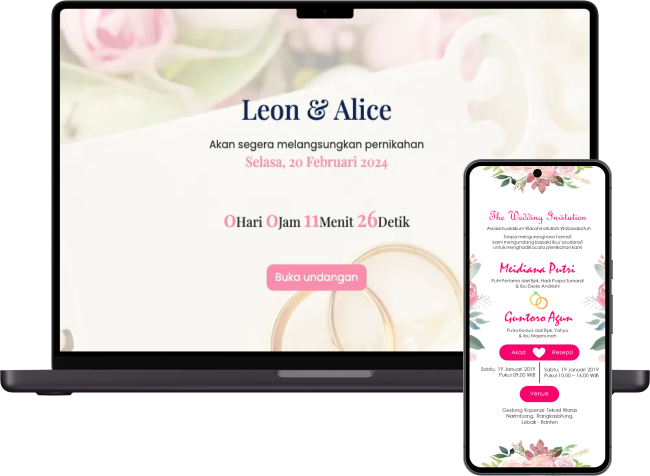 Leon & Alice
Akan segera melangsungkan pernikahan
Selasa, 20 Februari 2024
0Hari 0Jam 11Menit 26Detik
Buka undangan
The Wedding Invitation
Assalamualaikum Warahmatullahi Wabarakatuh
Tanpa mengurangi rasa hormat
kami mengundang bapak/ ibu/ saudara/i
untuk menghadiri acara pernikahan kami
Meidiana Putri
Putri Pertama dari Bpk. Hadi Puspa Sumarat
& Ibu Dede Andriani
Guntoro Agun
Putra Kedua dari Bpk. Yahya
& Ibu Maemunah
Akad Resepsi
Sabtu, 19 Januari 2019
Pukul 09.00 WIB
Sabtu, 19 Januari 2019
Pukul 10.00 – 16.00 WIB
Venue
Gedung Koperasi Tekad Waras
Narimbang, Rangkasbitung,
Lebak - Banten